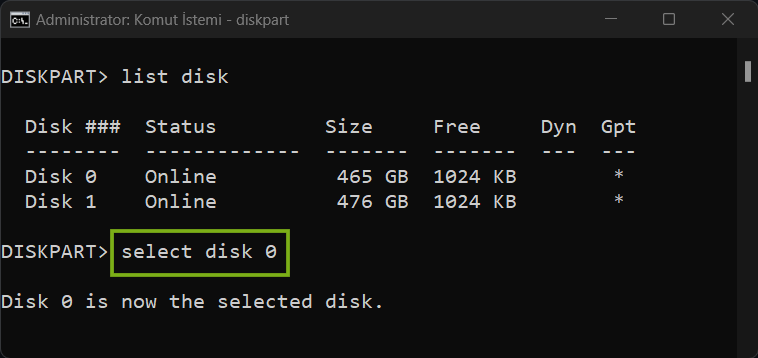 Administrator: Komut İstemi - diskpart
DISKPART> list disk
Disk ###  Status         Size     Free     Dyn  Gpt
--------  -------------  -------  -------  ---  ---
Disk 0    Online          465 GB  1024 KB        *
Disk 1    Online          476 GB  1024 KB        *
DISKPART> select disk 0
Disk 0 is now the selected disk.